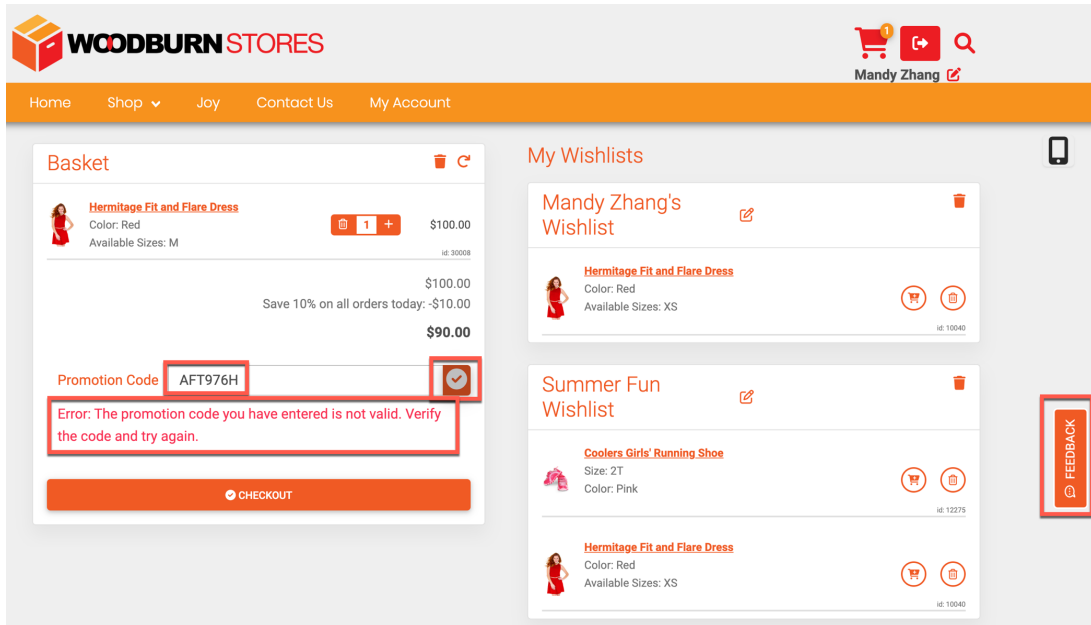 WOODBURN STORES
1
Mandy Zhang
Home
Shop
Joy
Contact Us
My Account
Basket
Hermitage Fit and Flare Dress
Color: Red
Available Sizes: M
1
+
$100.00
id: 30008
$100.00
Save 10% on all orders today: -$10.00
$90.00
Promotion Code
AFT976H
Error: The promotion code you have entered is not valid. Verify
the code and try again.
CHECKOUT
My Wishlists
Mandy Zhang's
Wishlist
Hermitage Fit and Flare Dress
Color: Red
Available Sizes: XS
id: 10040
Summer Fun
Wishlist
Coolers Girls' Running Shoe
Size: 2T
Color: Pink
id: 12275
Hermitage Fit and Flare Dress
Color: Red
Available Sizes: XS
id: 10040
FEEDBACK